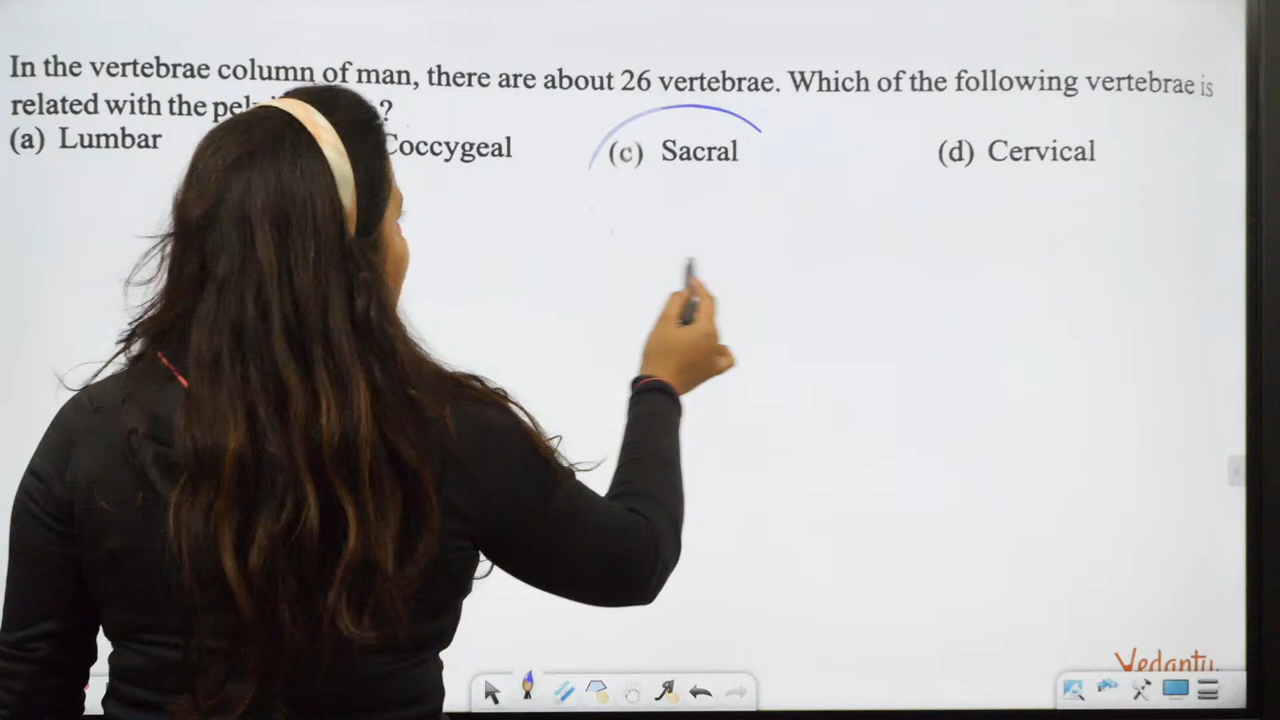 In the vertebrae column of man, there are about 26 vertebrae. Which of the following vertebrae is
related with the ?
(a) Lumbar Coccygeal (c) Sacral (d) Cervical
Vedantu